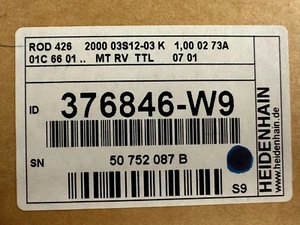 ROD 426 2000 03S12-03 K 1,00 02 73A
01C 66 01 .. MT RV TTL 07 01
ID 376846-W9
SN 50 752 087 B
S9
HEIDENHAIN
www.heidenhain.de